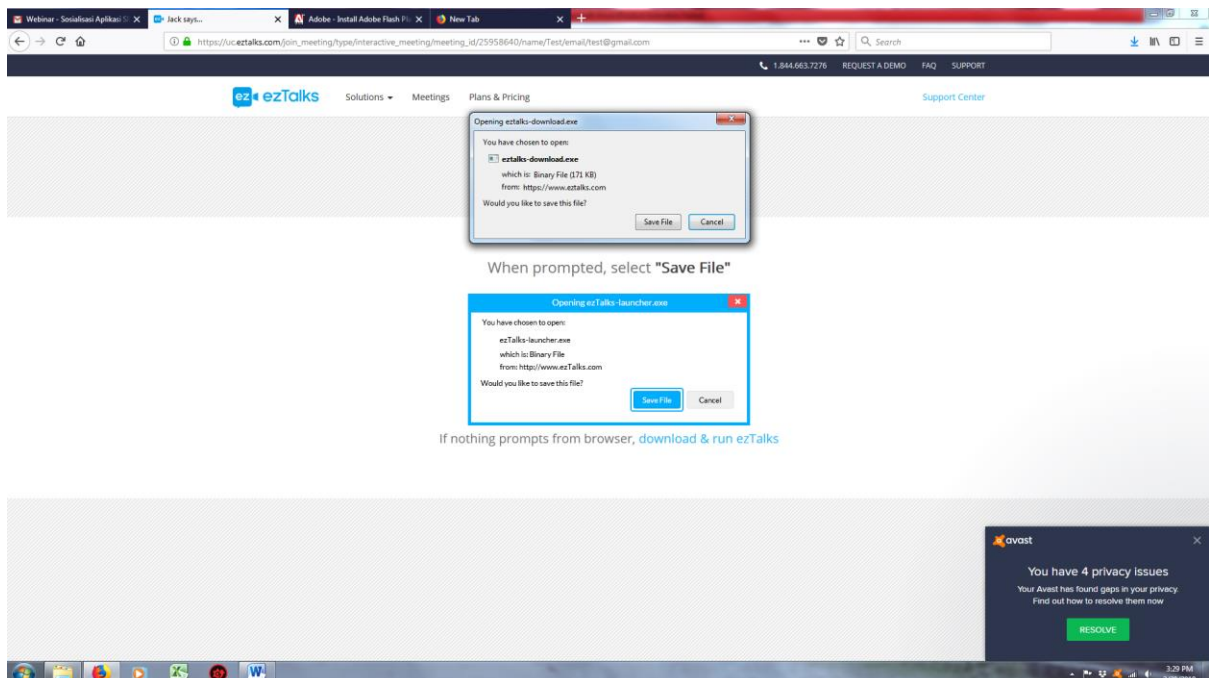 Webinar - Sosialisasi Aplikasi Si
Jack says...
Adobe - Install Adobe Flash Pl
New Tab
https://uc.eztalks.com/join_meeting/type/interactive_meeting/meeting_id/25958640/name/Test/email/test@gmail.com
Search
1.844.663.7276 REQUEST A DEMO FAQ SUPPORT
ez ezTalks Solutions Meetings Plans & Pricing Support Center
Opening eztalks-download.exe
You have chosen to open:
eztalks-download.exe
which is: Binary File (171 KB)
from: https://www.eztalks.com
Would you like to save this file?
Save File Cancel
When prompted, select "Save File"
Opening ezTalks-launcher.exe
You have chosen to open:
ezTalks-launcher.exe
which is: Binary File
from: http://www.ezTalks.com
Would you like to save this file?
Save File Cancel
If nothing prompts from browser, download & run ezTalks
avast
You have 4 privacy issues
Your Avast has found gaps in your privacy.
Find out how to resolve them now
RESOLVE
3:29 PM